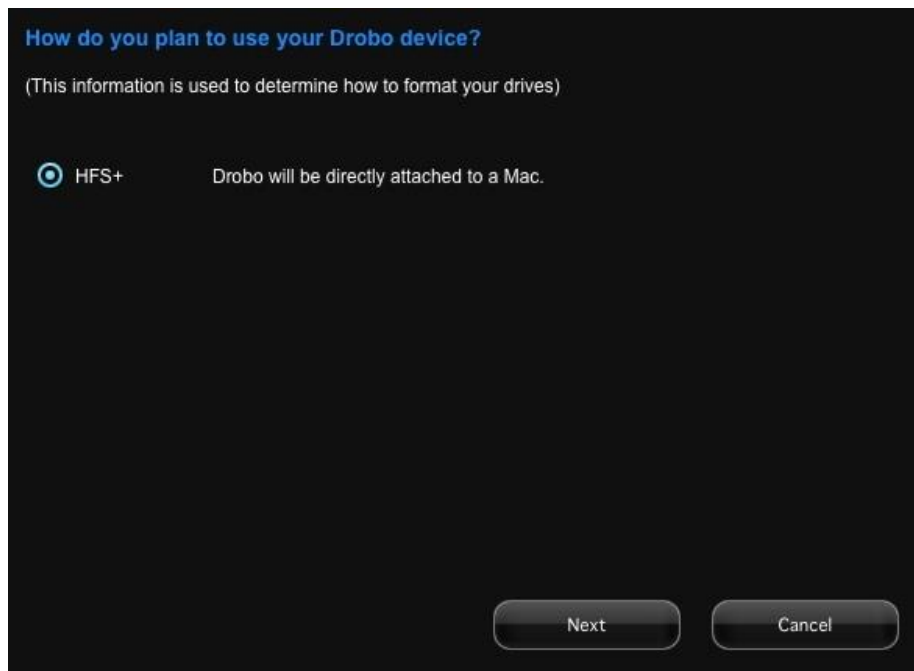 How do you plan to use your Drobo device?
(This information is used to determine how to format your drives)
HFS+ Drobo will be directly attached to a Mac.
Next Cancel